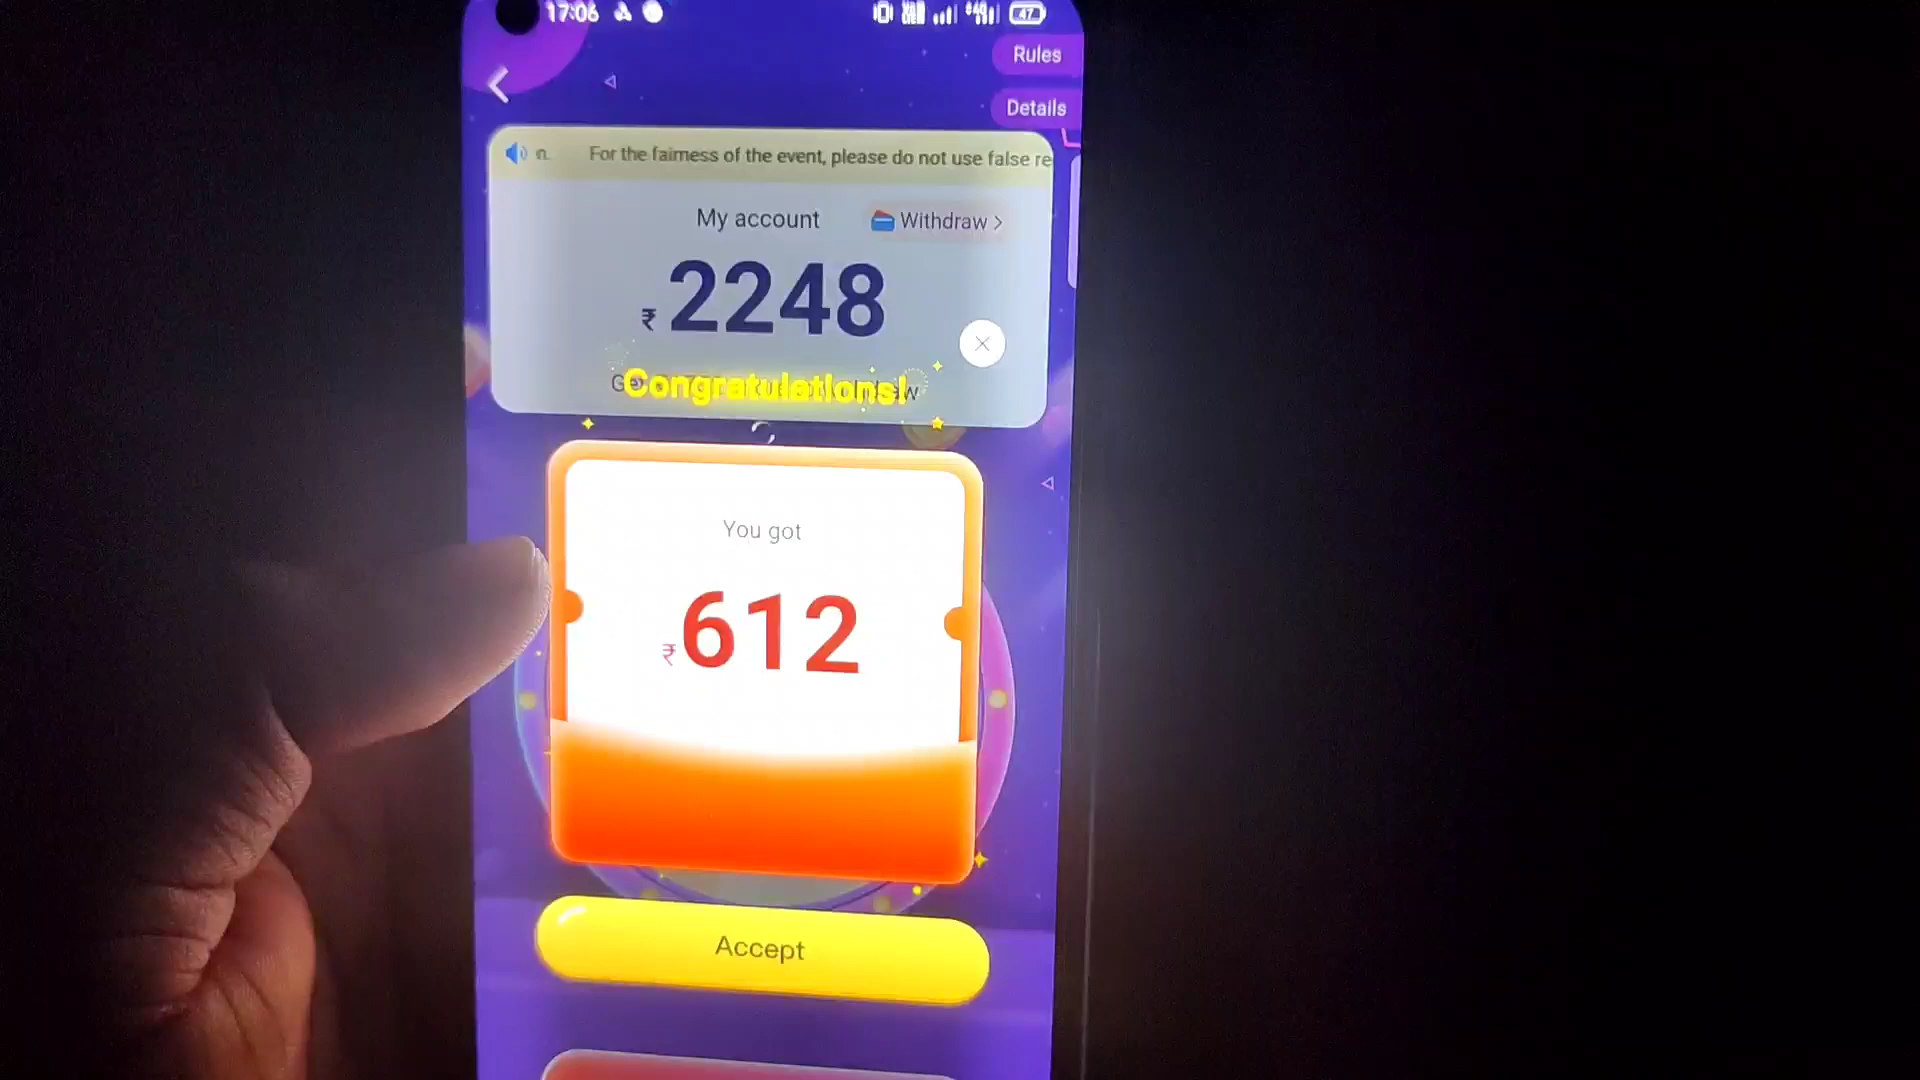 17:06
47
Rules
Details
n. For the fairness of the event, please do not use false re
My account
Withdraw >
₹ 2248
Congratulations!
You got
₹612
Accept